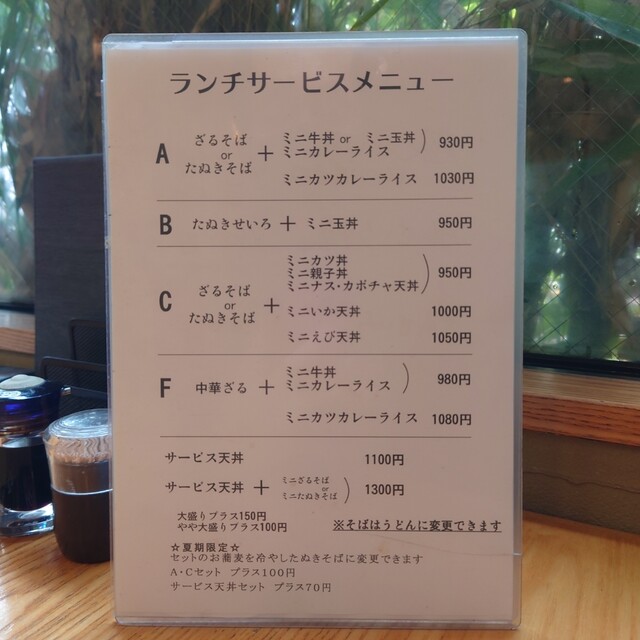 ランチサービスメニュー
A ざるそば or たぬきそば + ミニ牛丼 or ミニ玉丼 ミニカレーライス 930円
ミニカツカレーライス 1030円
B たぬきせいろ + ミニ玉丼 950円
C ざるそば or たぬきそば + ミニカツ丼 ミニ親子丼 ミニナス・カボチャ天丼 950円
ミニいか天丼 1000円
ミニえび天丼 1050円
F 中華ざる + ミニ牛丼 ミニカレーライス 980円
ミニカツカレーライス 1080円
サービス天丼 1100円
サービス天丼 + ミニざるそば or ミニたぬきそば 1300円
大盛りプラス150円
やや大盛りプラス100円
※そばはうどんに変更できます
☆夏期限定☆
セットのお蕎麦を冷やしたぬきそばに変更できます
A・Cセット プラス100円
サービス天丼セット プラス70円